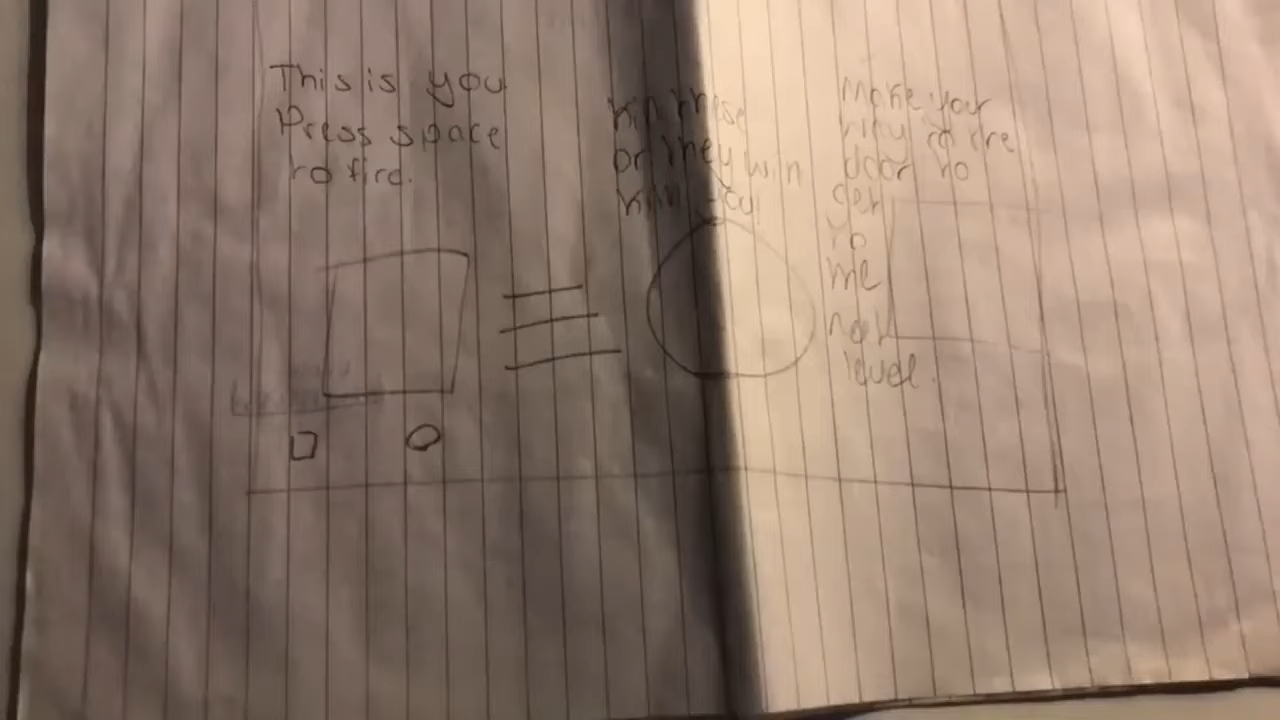 This is you
Press space
to fire.
Kill these
or they will
kill you!
Make your
way to the
door to
get
to
the
next
level.